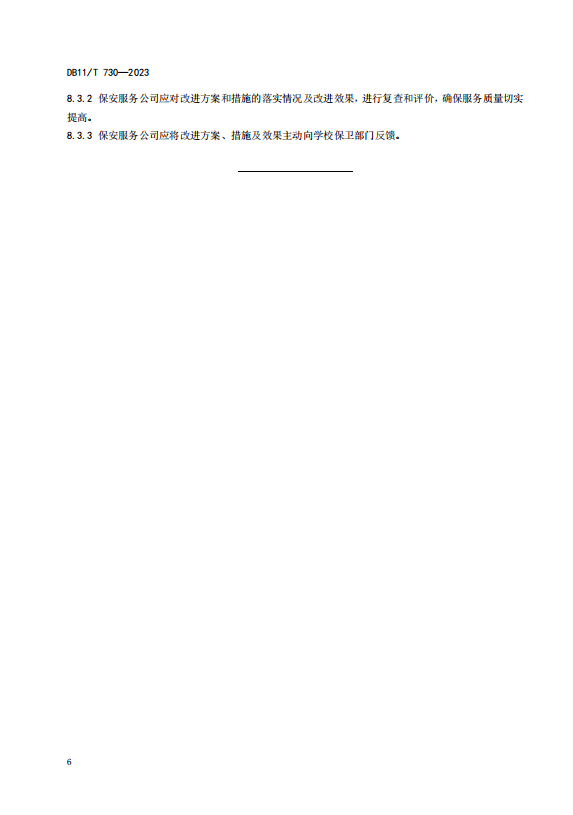 DB11/T 730—2023
8.3.2 保安服务公司应对改进方案和措施的落实情况及改进效果，进行复查和评价，确保服务质量切实
提高。
8.3.3 保安服务公司应将改进方案、措施及效果主动向学校保卫部门反馈。
6